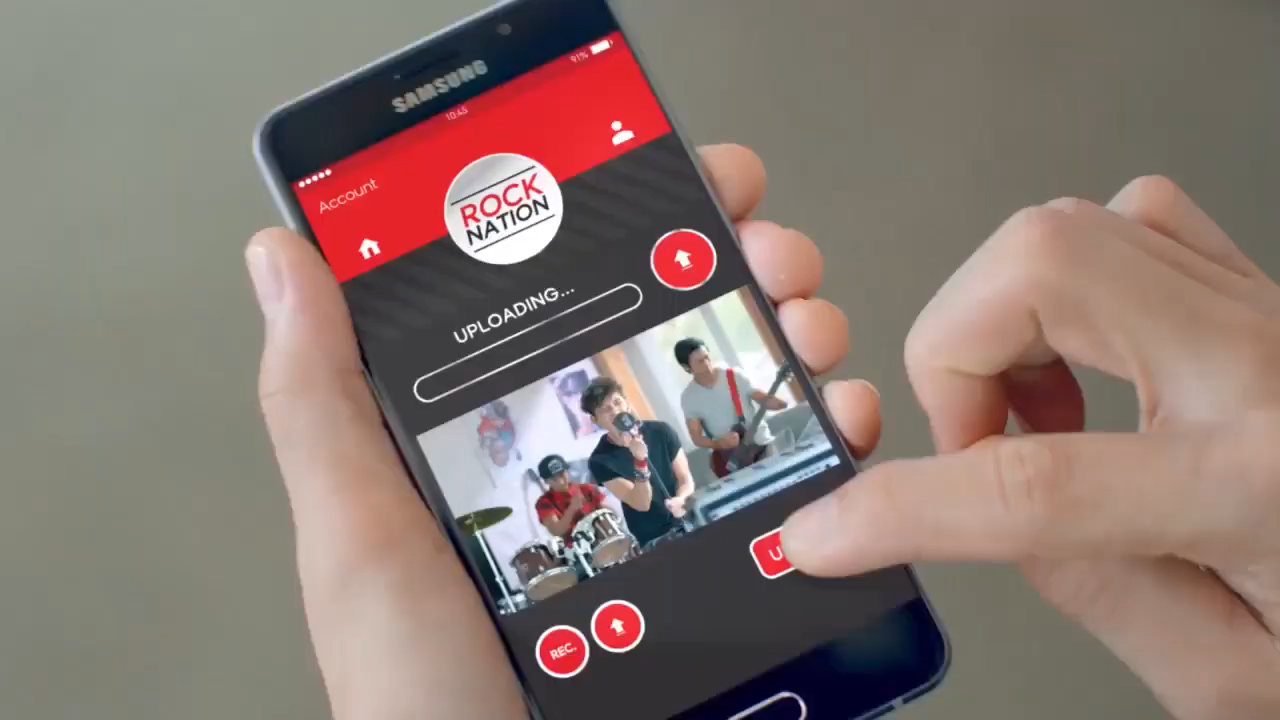 SAMSUNG
91%
10:45
Account
ROCK
NATION
UPLOADING...
REC.